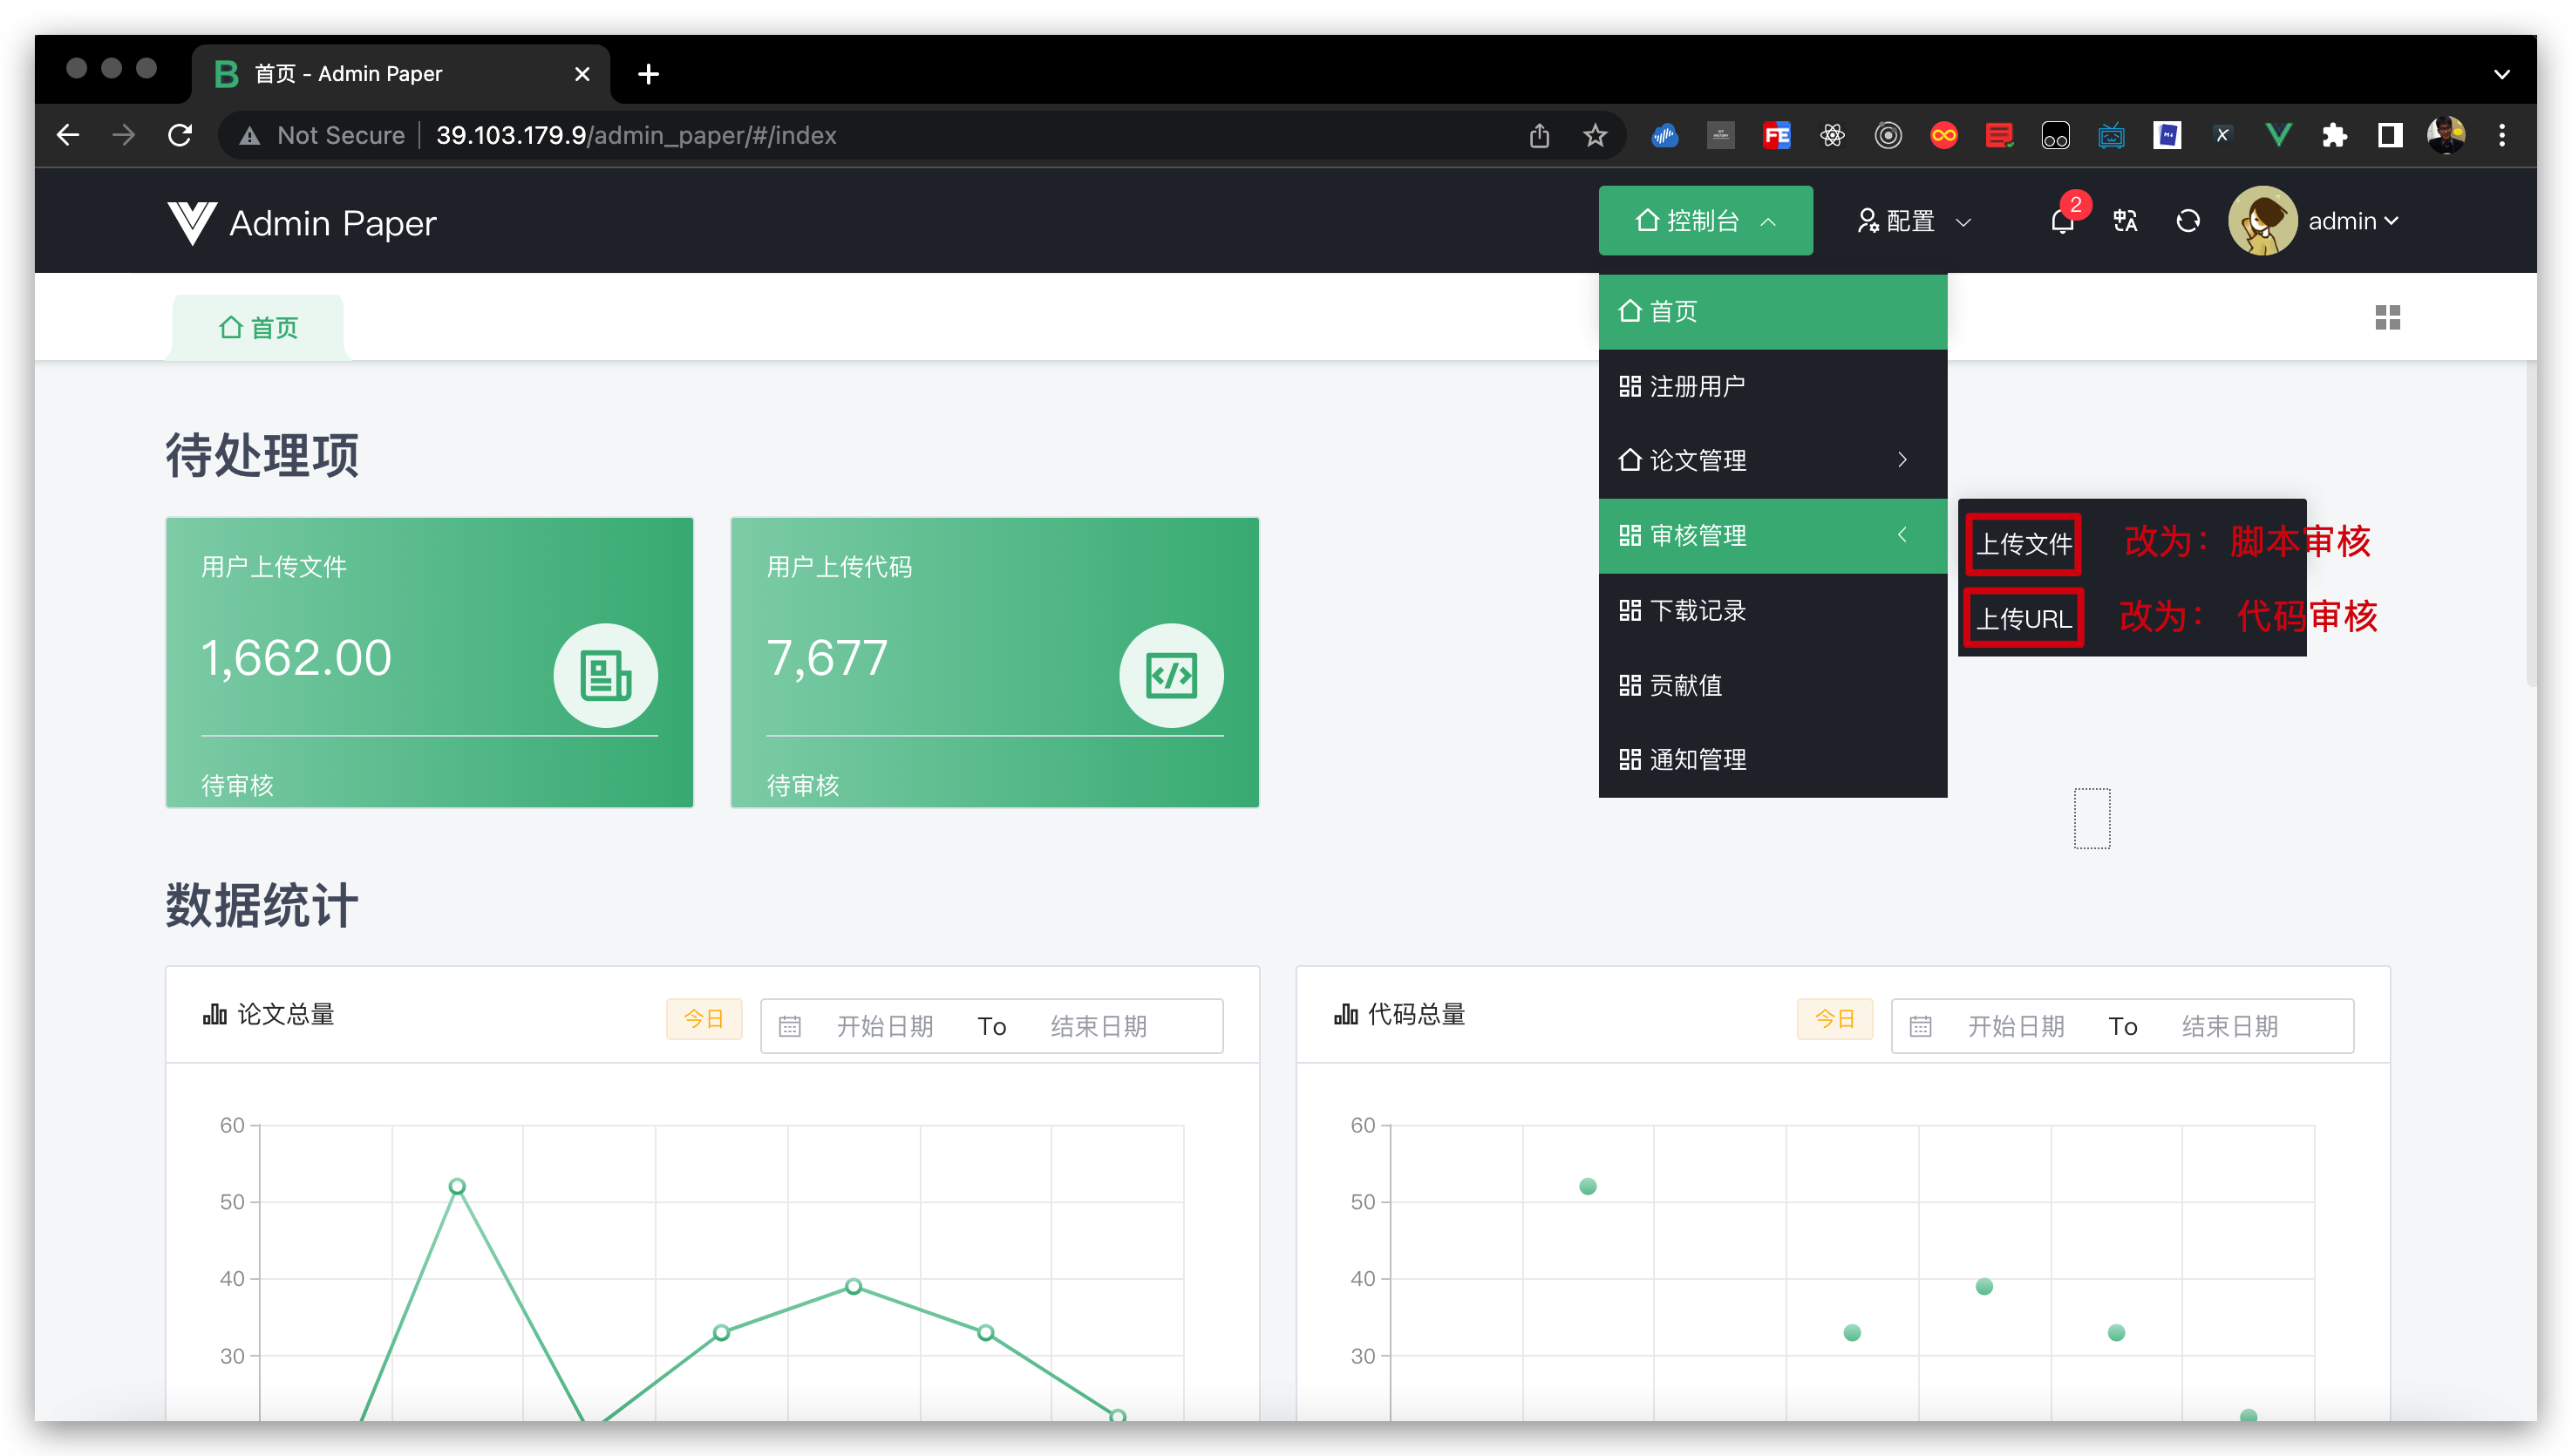 首页 - Admin Paper
Not Secure 39.103.179.9/admin_paper/#/index
Admin Paper
控制台
配置
2
admin
首页
首页
注册用户
论文管理
审核管理
下载记录
贡献值
通知管理
上传文件 改为：脚本审核
上传URL 改为： 代码审核
待处理项
用户上传文件
1,662.00
待审核
用户上传代码
7,677
待审核
数据统计
论文总量
今日
开始日期 To 结束日期
60
50
40
30
代码总量
今日
开始日期 To 结束日期
60
50
40
30